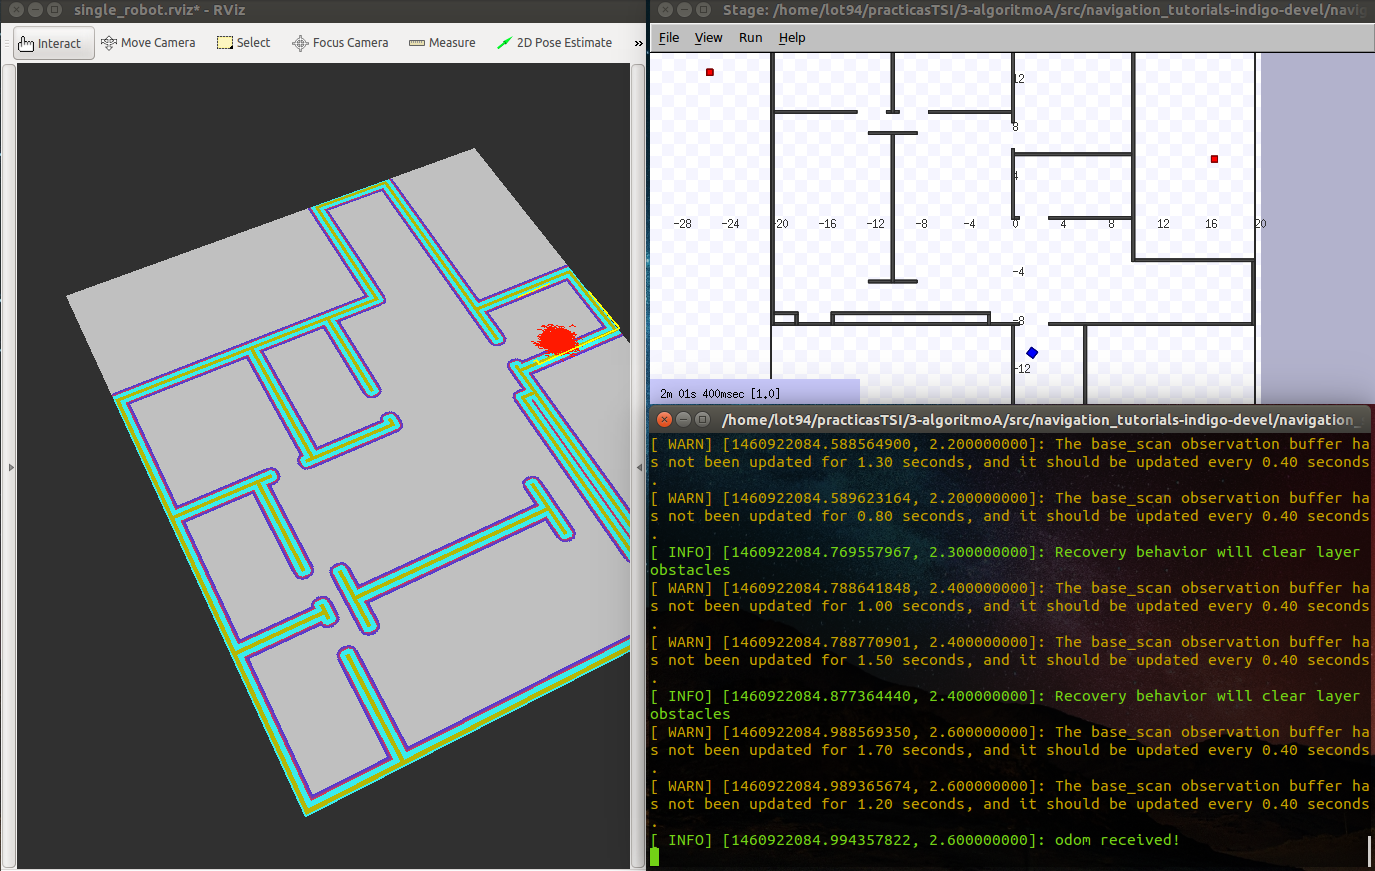 single_robot.rviz* - RViz
Interact
Move Camera
Select
Focus Camera
Measure
2D Pose Estimate
»
Stage: /home/lot94/practicasTSI/3-algoritmoA/src/navigation_tutorials-indigo-devel/navig
File View Run Help
12
8
4
-28 -24 -20 -16 -12 -8 -4 0 4 8 12 16 20
-4
-8
-12
2m 01s 400msec [1.0]
/home/lot94/practicasTSI/3-algoritmoA/src/navigation_tutorials-indigo-devel/navigation_
[ WARN] [1460922084.588564900, 2.200000000]: The base_scan observation buffer ha
s not been updated for 1.30 seconds, and it should be updated every 0.40 seconds
.
[ WARN] [1460922084.589623164, 2.200000000]: The base_scan observation buffer ha
s not been updated for 0.80 seconds, and it should be updated every 0.40 seconds
.
[ INFO] [1460922084.769557967, 2.300000000]: Recovery behavior will clear layer
obstacles
[ WARN] [1460922084.788641848, 2.400000000]: The base_scan observation buffer ha
s not been updated for 1.00 seconds, and it should be updated every 0.40 seconds
.
[ WARN] [1460922084.788770901, 2.400000000]: The base_scan observation buffer ha
s not been updated for 1.50 seconds, and it should be updated every 0.40 seconds
.
[ INFO] [1460922084.877364440, 2.400000000]: Recovery behavior will clear layer
obstacles
[ WARN] [1460922084.988569350, 2.600000000]: The base_scan observation buffer ha
s not been updated for 1.70 seconds, and it should be updated every 0.40 seconds
.
[ WARN] [1460922084.989365674, 2.600000000]: The base_scan observation buffer ha
s not been updated for 1.20 seconds, and it should be updated every 0.40 seconds
.
[ INFO] [1460922084.994357822, 2.600000000]: odom received!